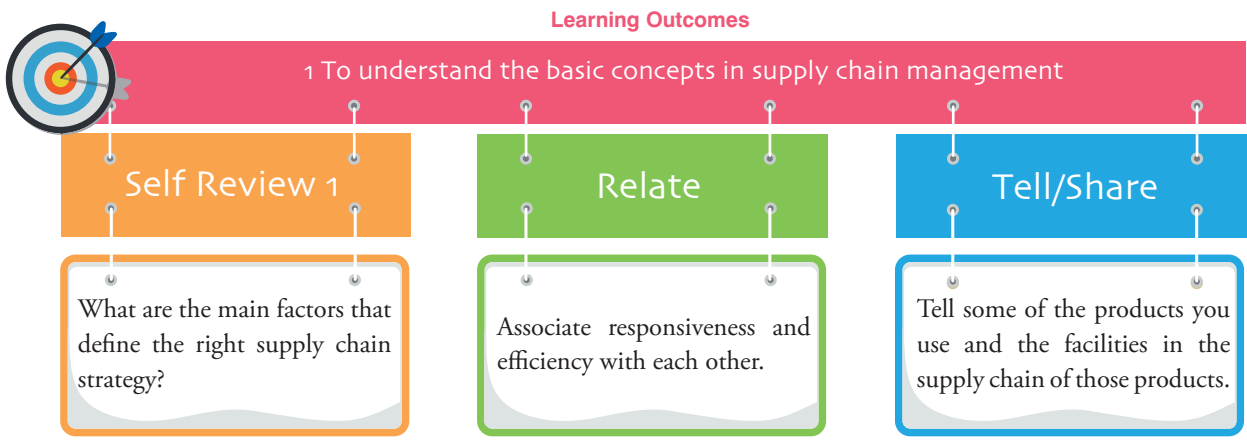 Learning Outcomes
1 To understand the basic concepts in supply chain management
Self Review 1
Relate
Tell/Share
What are the main factors that
define the right supply chain
strategy?
Associate responsiveness and
efficiency with each other.
Tell some of the products you
use and the facilities in the
supply chain of those products.